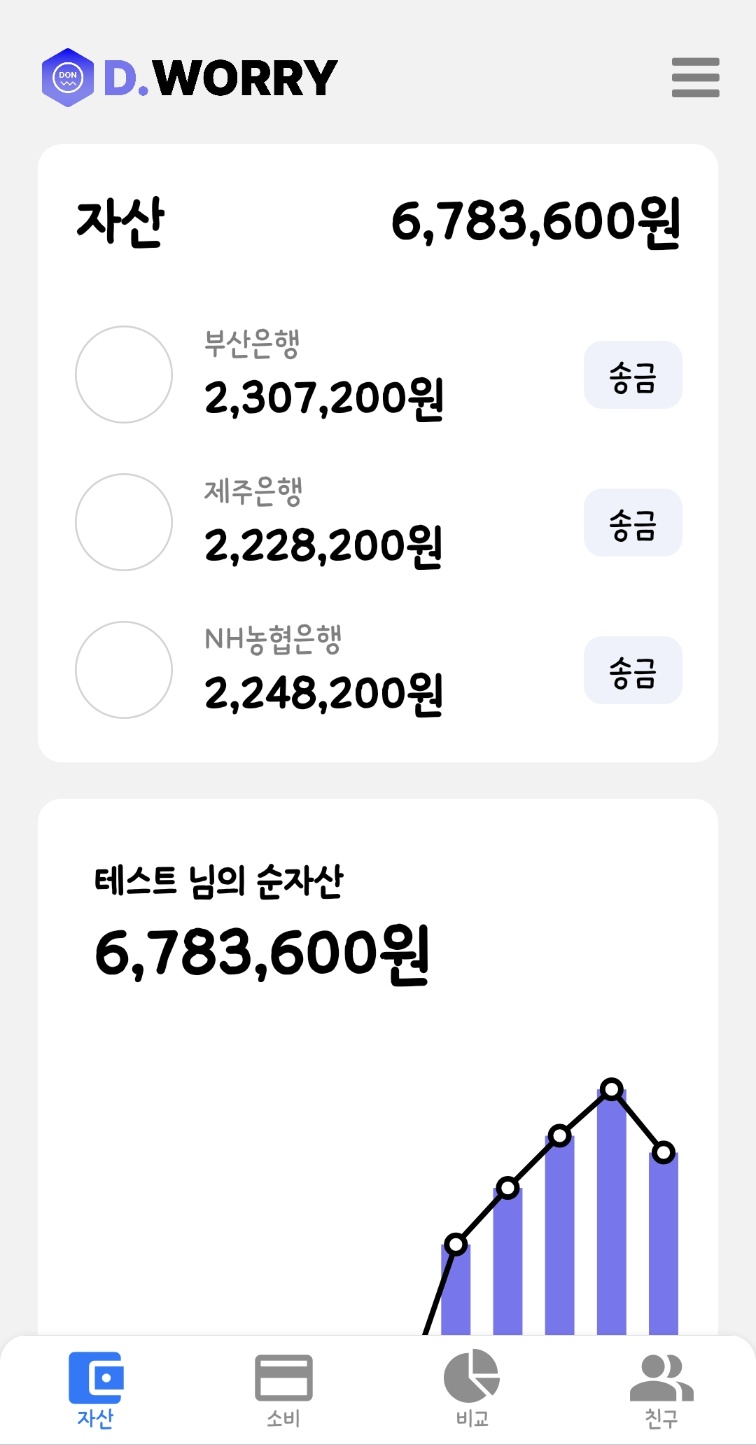 DON
D.WORRY
자산 6,783,600원
부산은행
2,307,200원
송금
제주은행
2,228,200원
송금
NH농협은행
2,248,200원
송금
테스트 님의 순자산
6,783,600원
자산 소비 비교 친구